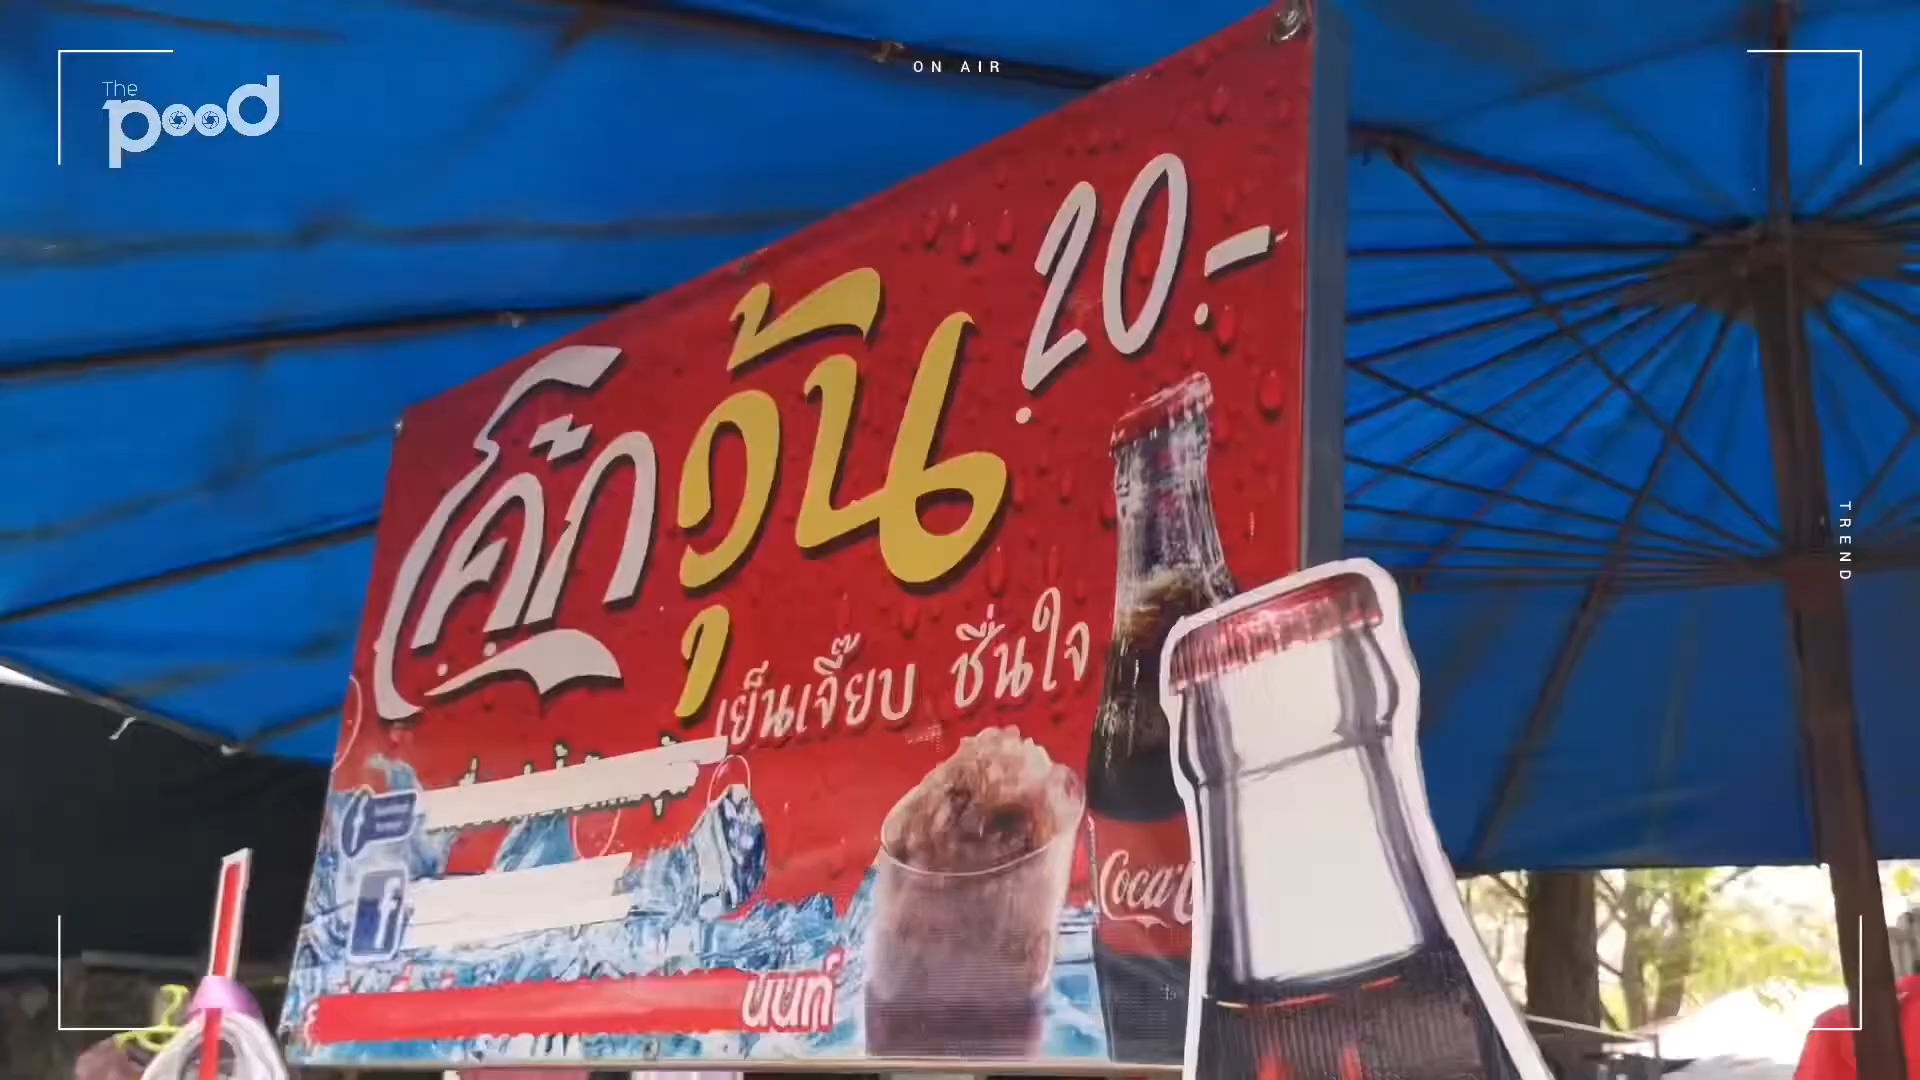 The
pood
ON AIR
TREND
20.-
โค๊กวุ้น
เย็นเจี๊ยบ ชื่นใจ
f
Coca C
นนท์